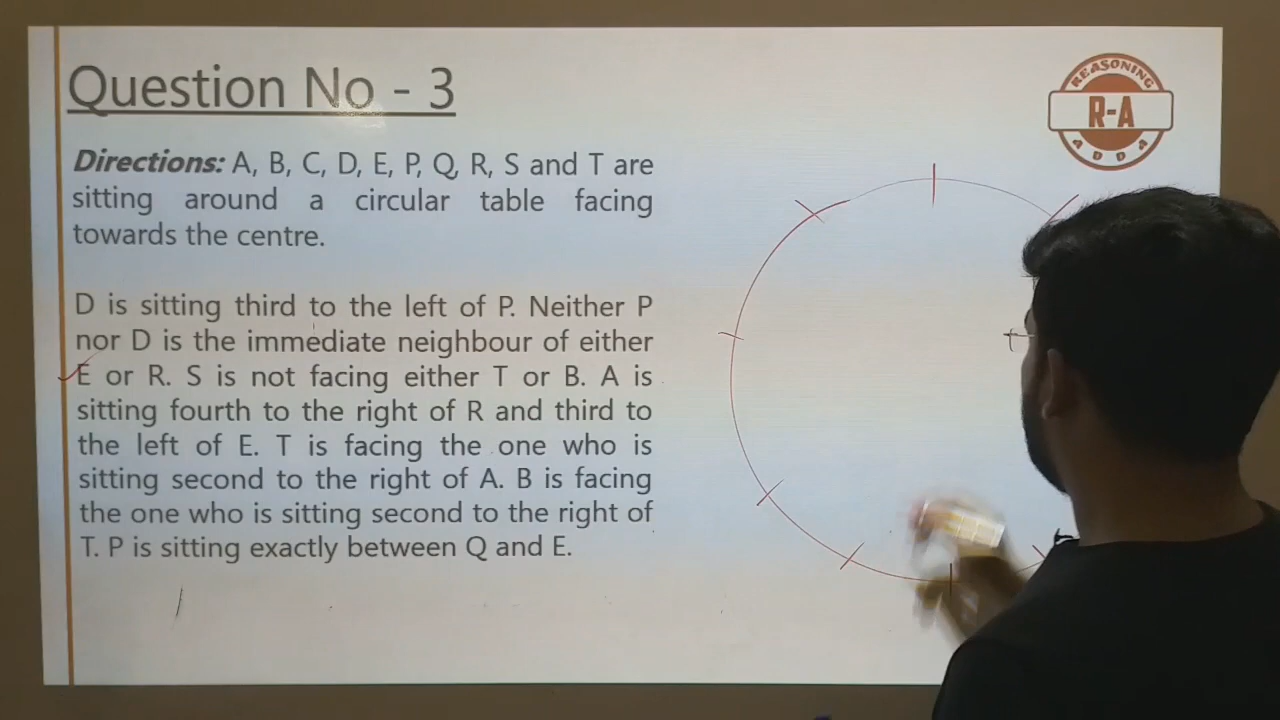 Question No - 3
REASONING
R-A
ADDA
Directions: A, B, C, D, E, P, Q, R, S and T are
sitting around a circular table facing
towards the centre.
D is sitting third to the left of P. Neither P
nor D is the immediate neighbour of either
E or R. S is not facing either T or B. A is
sitting fourth to the right of R and third to
the left of E. T is facing the one who is
sitting second to the right of A. B is facing
the one who is sitting second to the right of
T. P is sitting exactly between Q and E.